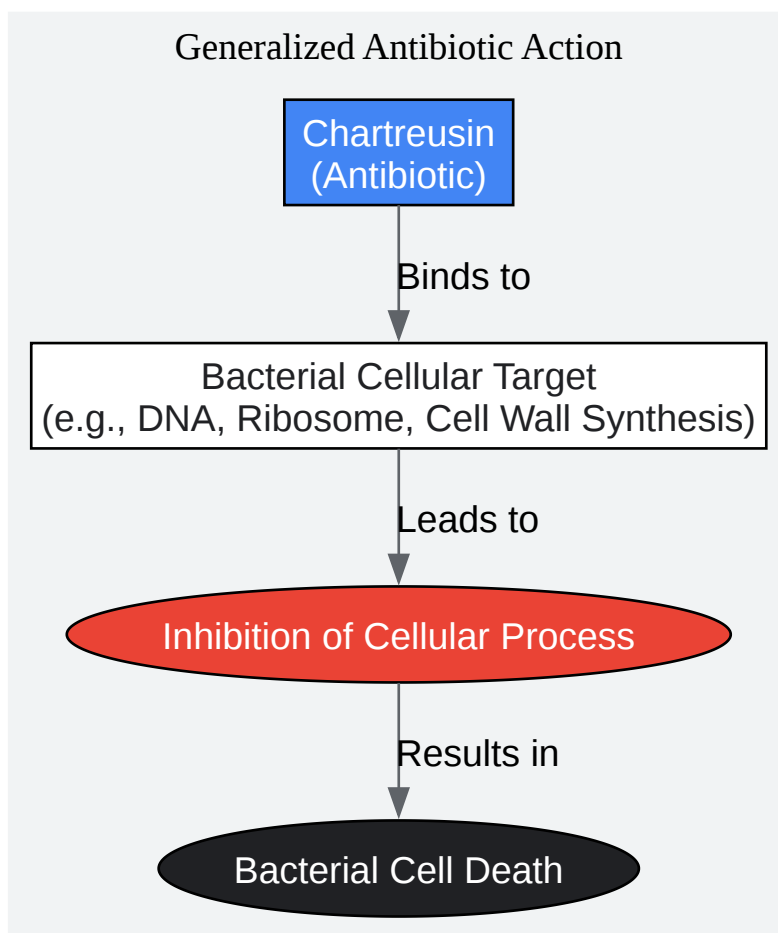 Generalized Antibiotic Action
Chartreusin
(Antibiotic)
Binds to
Bacterial Cellular Target
(e.g., DNA, Ribosome, Cell Wall Synthesis)
Leads to
Inhibition of Cellular Process
Results in
Bacterial Cell Death